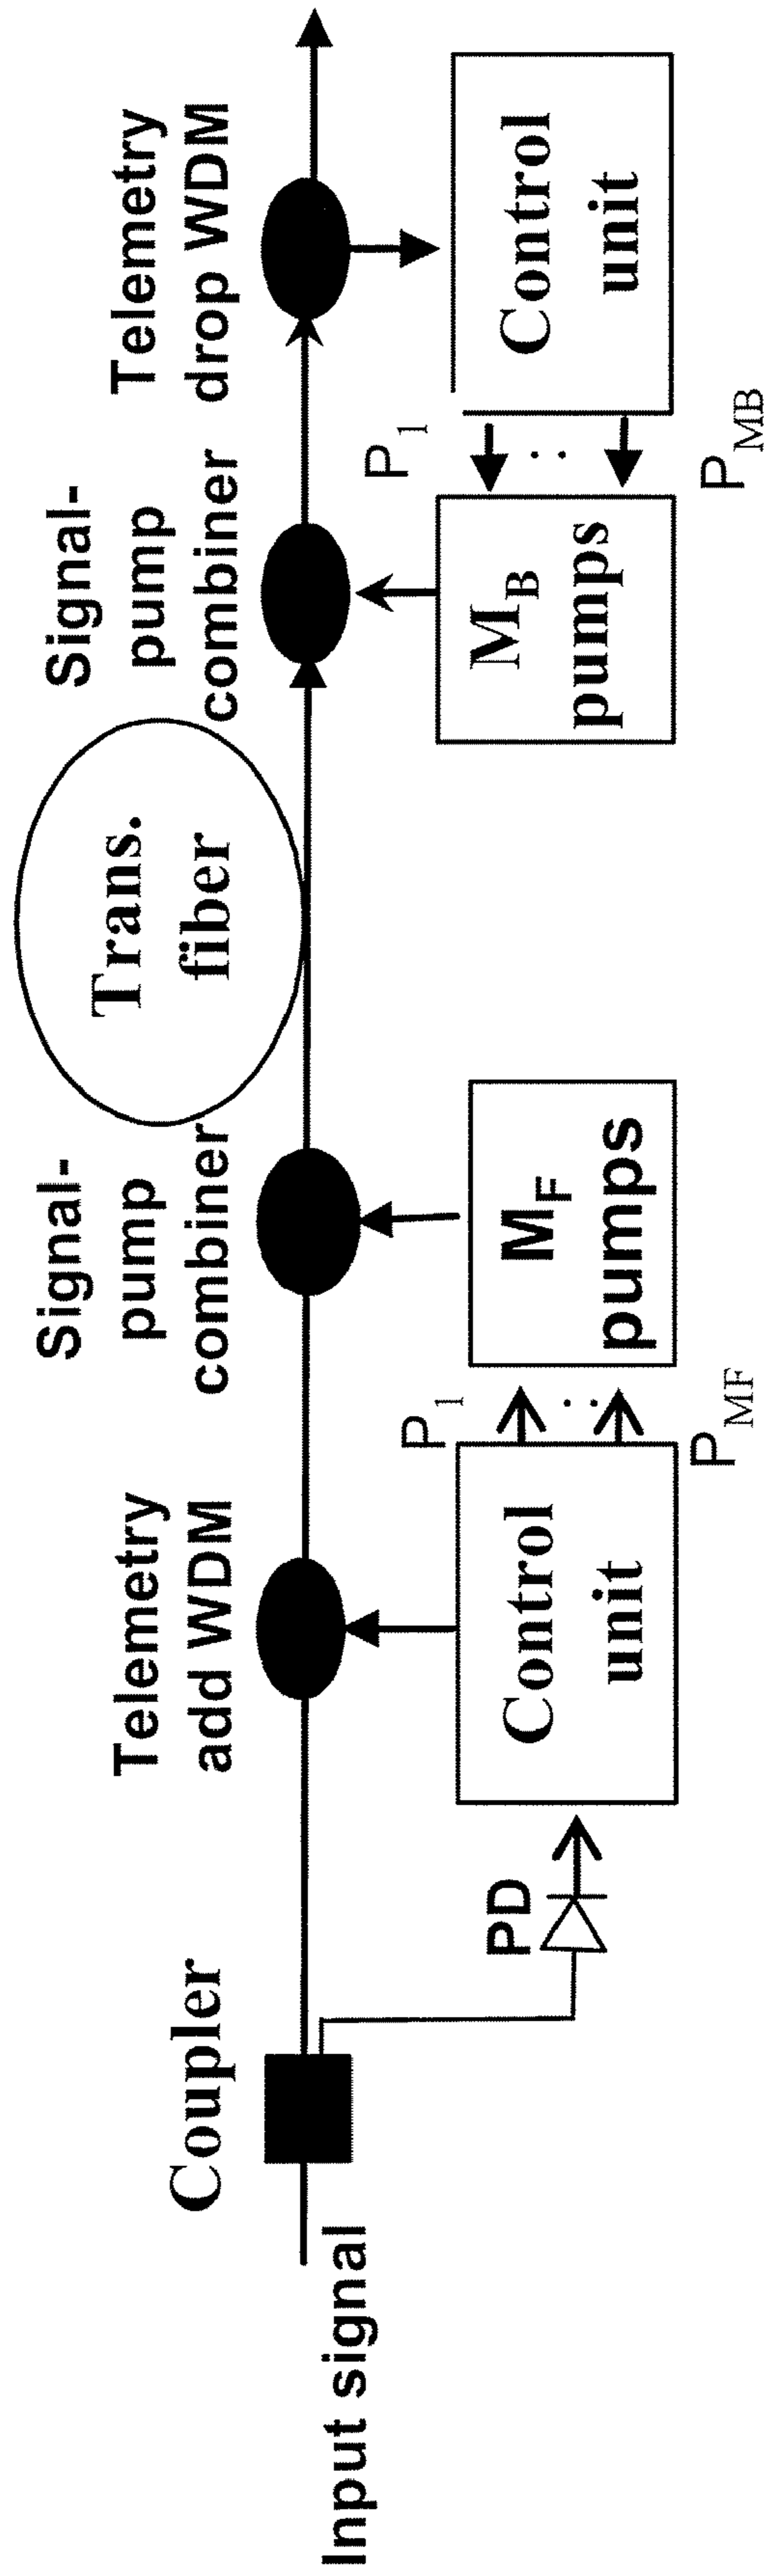 Input signal
Coupler
PD
Telemetry
add WDM
Control
unit
P1
PMF
Signal-
pump
combiner
MF
pumps
Trans.
fiber
Signal-
pump
combiner
MB
pumps
P1
PMB
Telemetry
drop WDM
Control
unit